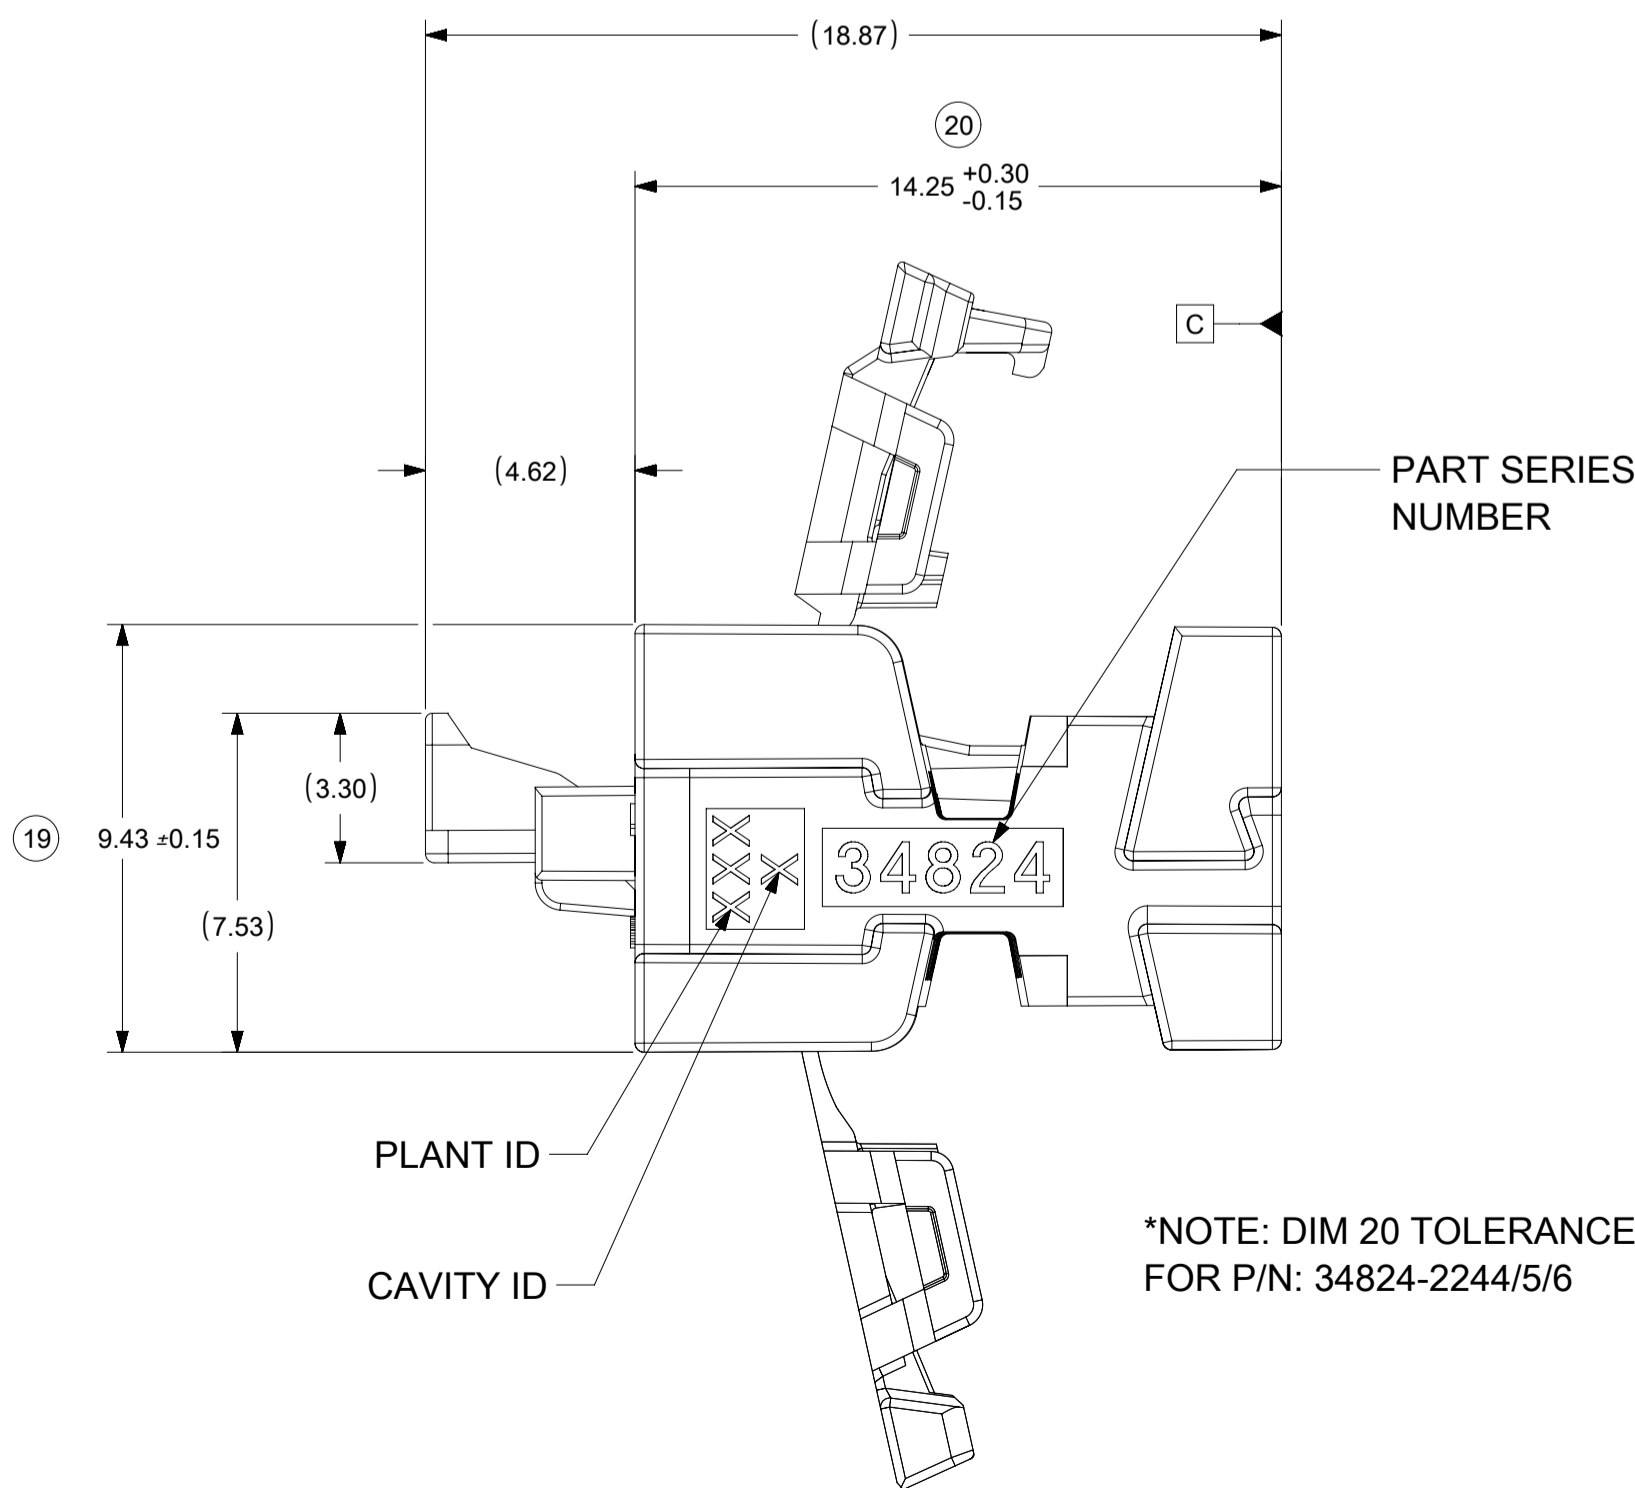 (18.87)
20
14.25 +0.30
-0.15
C
(4.62)
PART SERIES
NUMBER
(3.30)
19 9.43 ±0.15
(7.53)
XXX
X
34824
PLANT ID
CAVITY ID
*NOTE: DIM 20 TOLERANCE
FOR P/N: 34824-2244/5/6